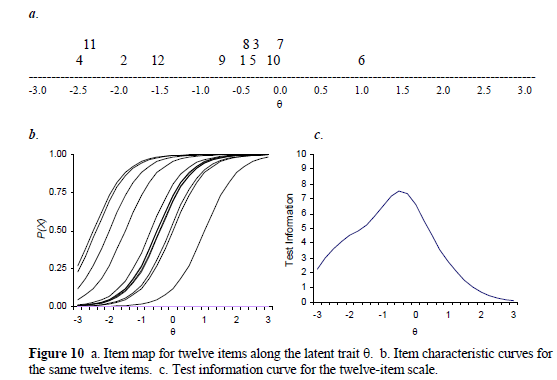 a.
11 8 3 7
4 2 12 9 1 5 10 6
-3.0 -2.5 -2.0 -1.5 -1.0 -0.5 0.0 0.5 1.0 1.5 2.0 2.5 3.0
θ
b.
1.00
0.75
0.50
0.25
0.00
P(X)
-3 -2 -1 0 1 2 3
θ
c.
10
9
8
7
6
5
4
3
2
1
0
Test Information
-3 -2 -1 0 1 2 3
θ
Figure 10 a. Item map for twelve items along the latent trait θ. b. Item characteristic curves for
the same twelve items. c. Test information curve for the twelve-item scale.